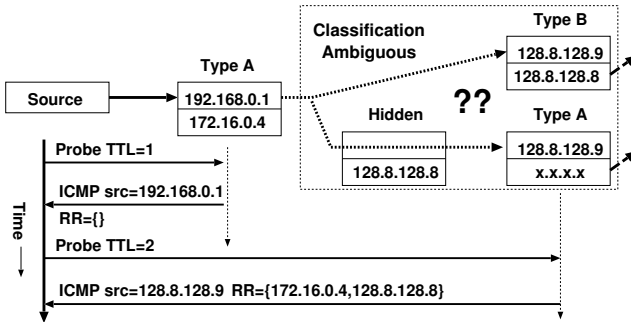 Classification
Ambiguous
Type B
128.8.128.9
128.8.128.8
Type A
Source
192.168.0.1
172.16.0.4
??
Hidden
128.8.128.8
Type A
128.8.128.9
x.x.x.x
Time
Probe TTL=1
ICMP src=192.168.0.1
RR={}
Probe TTL=2
ICMP src=128.8.128.9 RR={172.16.0.4,128.8.128.8}